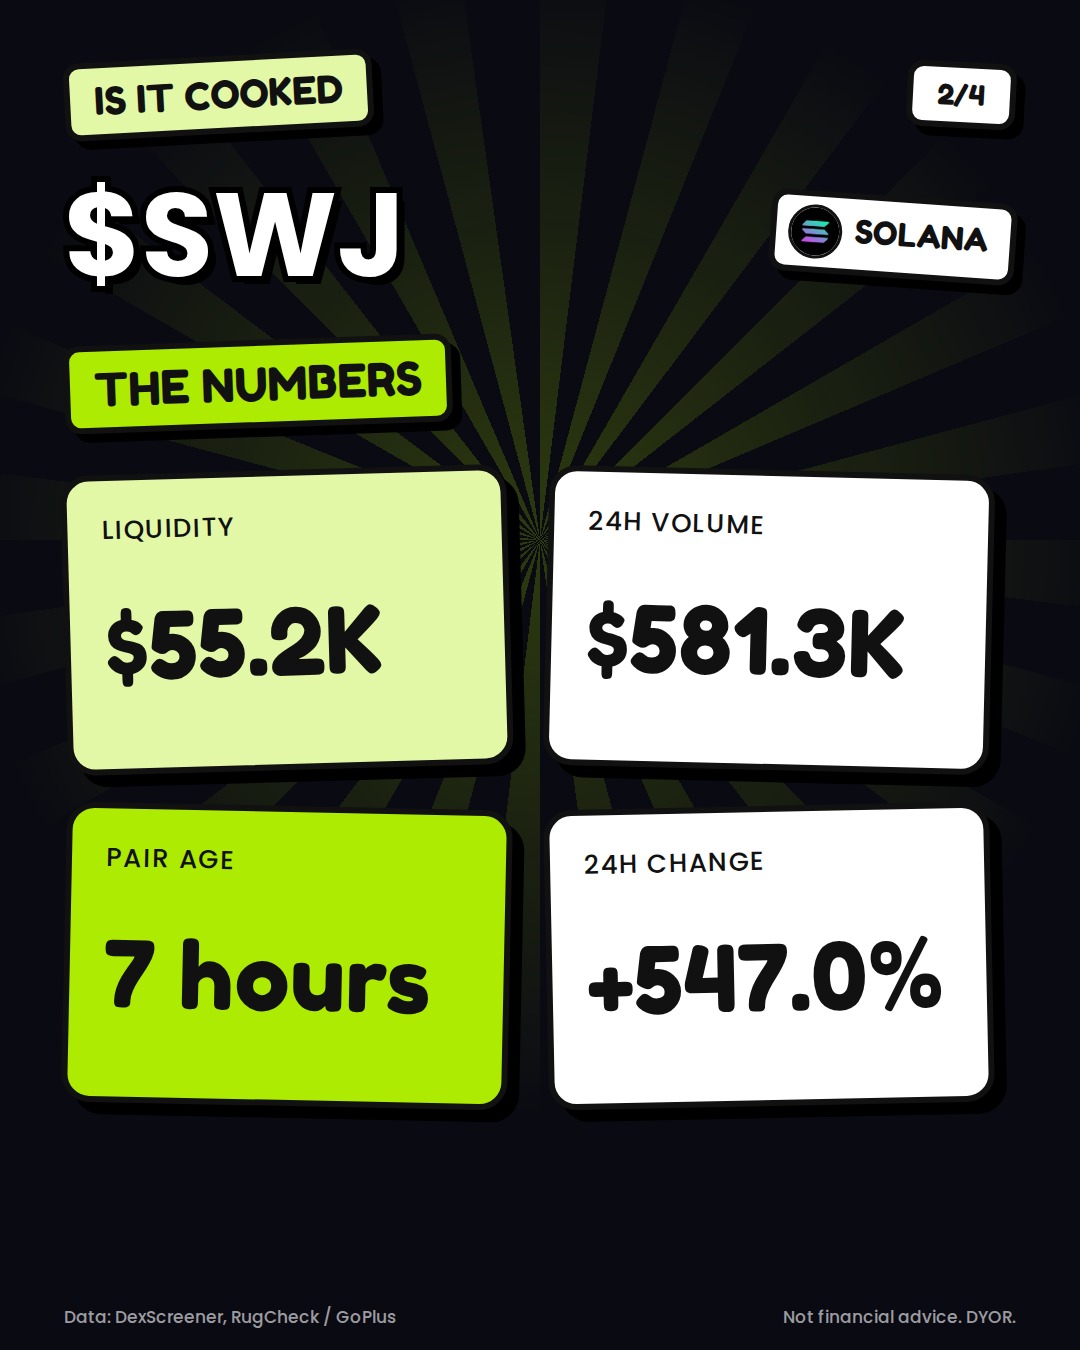 IS IT COOKED
2/4
$SWJ
SOLANA
THE NUMBERS
LIQUIDITY
$55.2K
24H VOLUME
$581.3K
PAIR AGE
7 hours
24H CHANGE
+547.0%
Data: DexScreener, RugCheck / GoPlus
Not financial advice. DYOR.